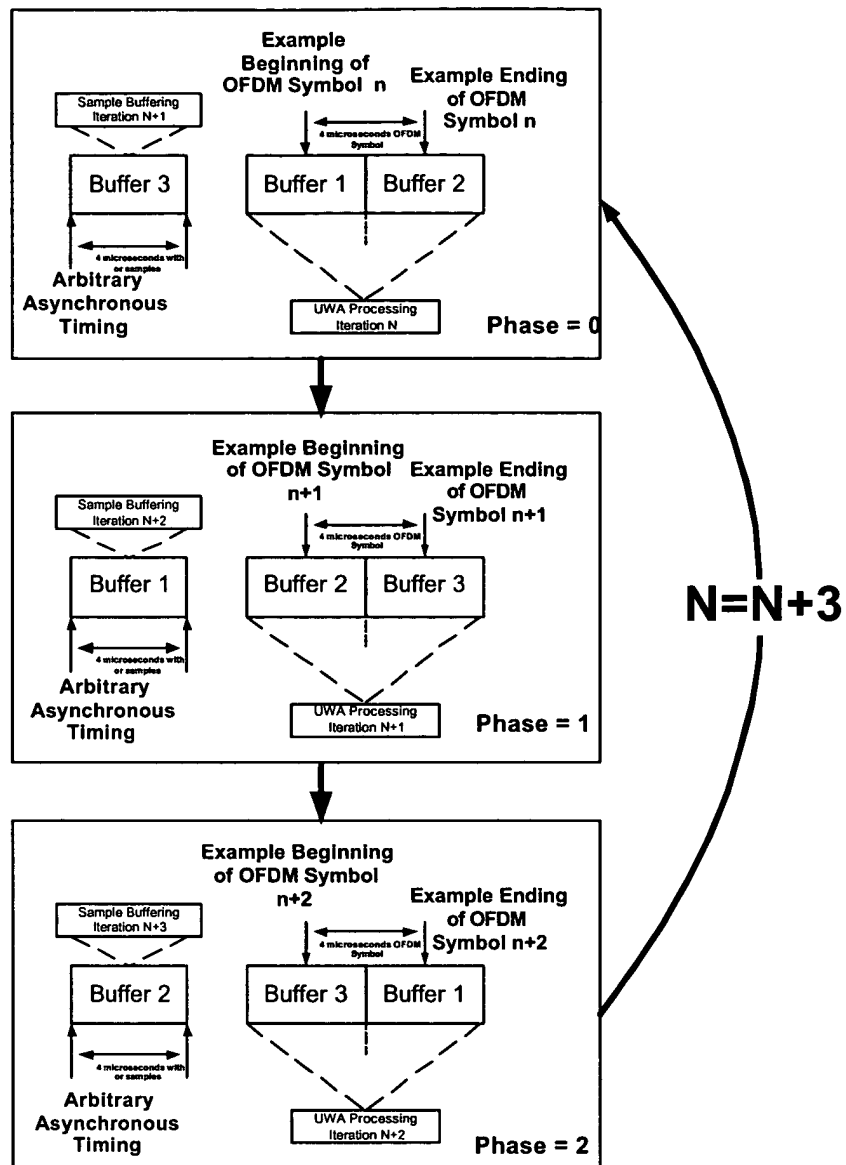 Example
Beginning of
OFDM Symbol n
Example Ending
of OFDM
Symbol n
Sample Buffering
Iteration N+1
4 microseconds OFDM
Symbol
Buffer 3
Buffer 1
Buffer 2
4 microseconds with
or samples
Arbitrary
Asynchronous
Timing
UWA Processing
Iteration N
Phase = 0
Example Beginning
of OFDM Symbol
n+1
Example Ending
of OFDM
Symbol n+1
Sample Buffering
Iteration N+2
4 microseconds OFDM
Symbol
Buffer 1
Buffer 2
Buffer 3
4 microseconds with
or samples
Arbitrary
Asynchronous
Timing
UWA Processing
Iteration N+1
Phase = 1
N=N+3
Example Beginning
of OFDM Symbol
n+2
Example Ending
of OFDM
Symbol n+2
Sample Buffering
Iteration N+3
4 microseconds OFDM
Symbol
Buffer 2
Buffer 3
Buffer 1
4 microseconds with
or samples
Arbitrary
Asynchronous
Timing
UWA Processing
Iteration N+2
Phase = 2